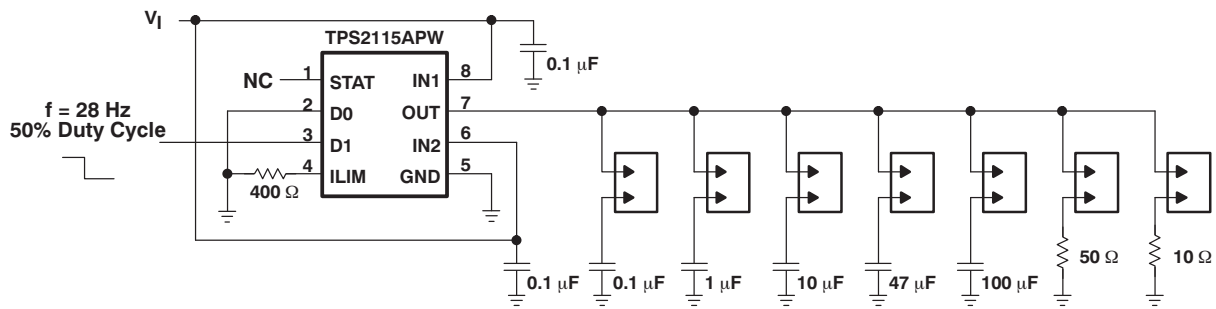 VI
TPS2115APW
0.1 μF
NC
1 STAT IN1 8
f = 28 Hz
50% Duty Cycle
2 D0 OUT 7
3 D1 IN2 6
4 ILIM GND 5
400 Ω
0.1 μF 0.1 μF 1 μF 10 μF 47 μF 100 μF 50 Ω 10 Ω